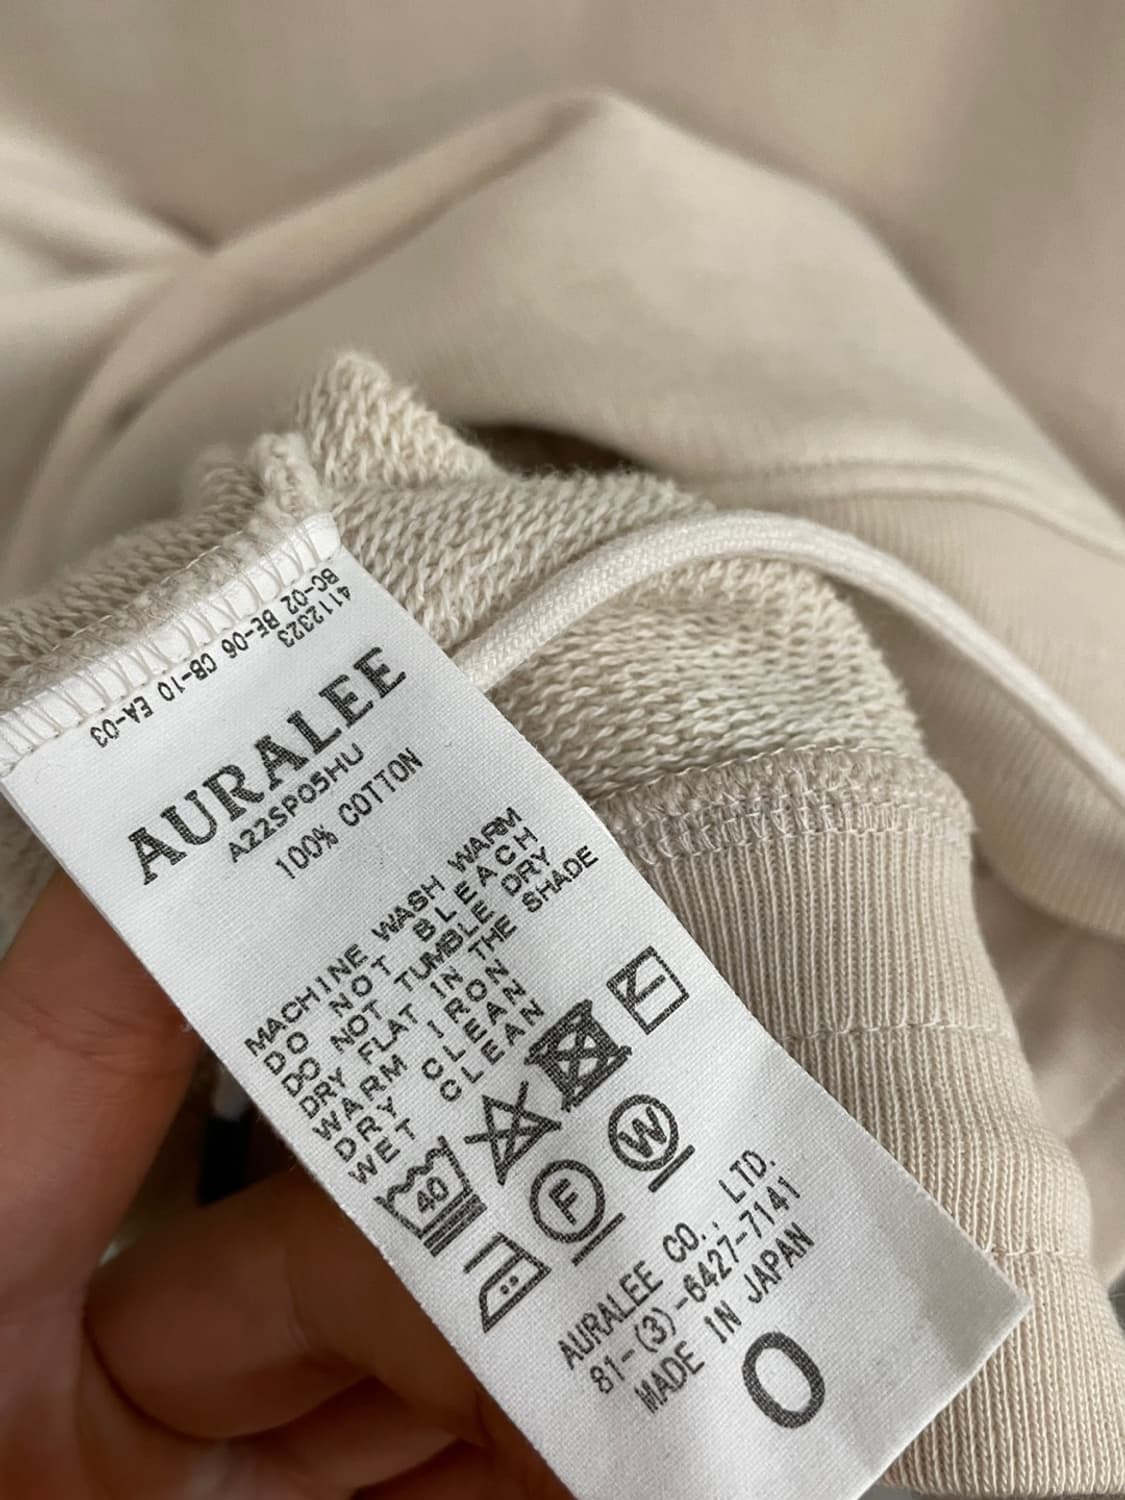 4112323
BC-02 BE-06 CB-10 EA-03
AURALEE
A22SP05HU
100% COTTON
MACHINE WASH WARM
DO NOT BLEACH
DO NOT TUMBLE DRY
DRY FLAT IN THE SHADE
WARM IRON
DRY CLEAN
WET CLEAN
40
F
W
AURALEE CO., LTD.
81-(3)-6427-7141
MADE IN JAPAN
0